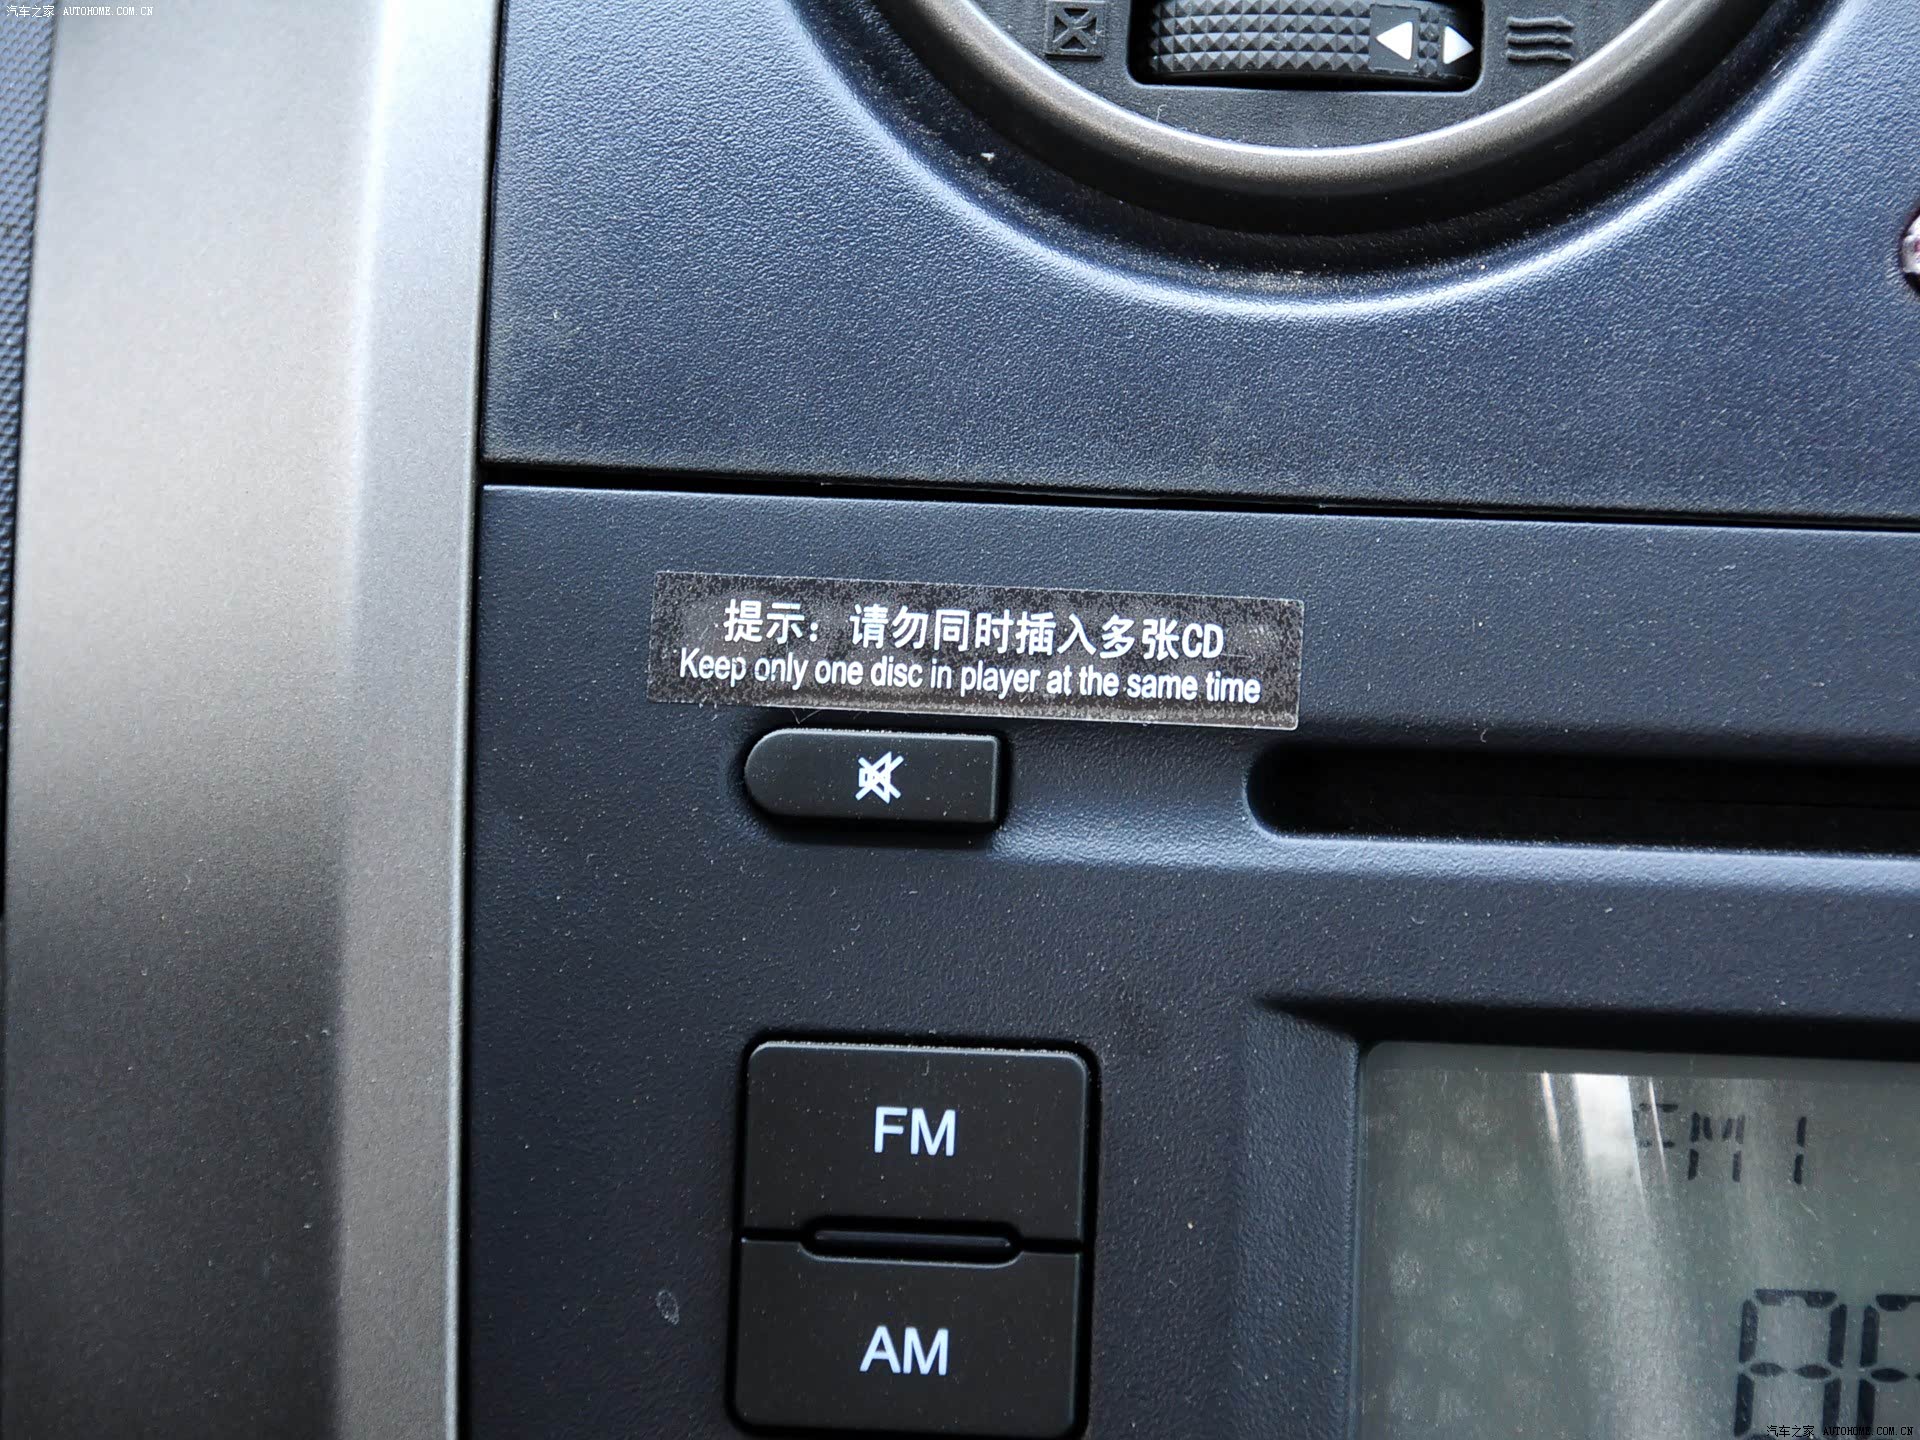 汽车之家 AUTOHOME.COM.CN
提示：请勿同时插入多张CD
Keep only one disc in player at the same time
FM
FM 1
AM
汽车之家 AUTOHOME.COM.CN